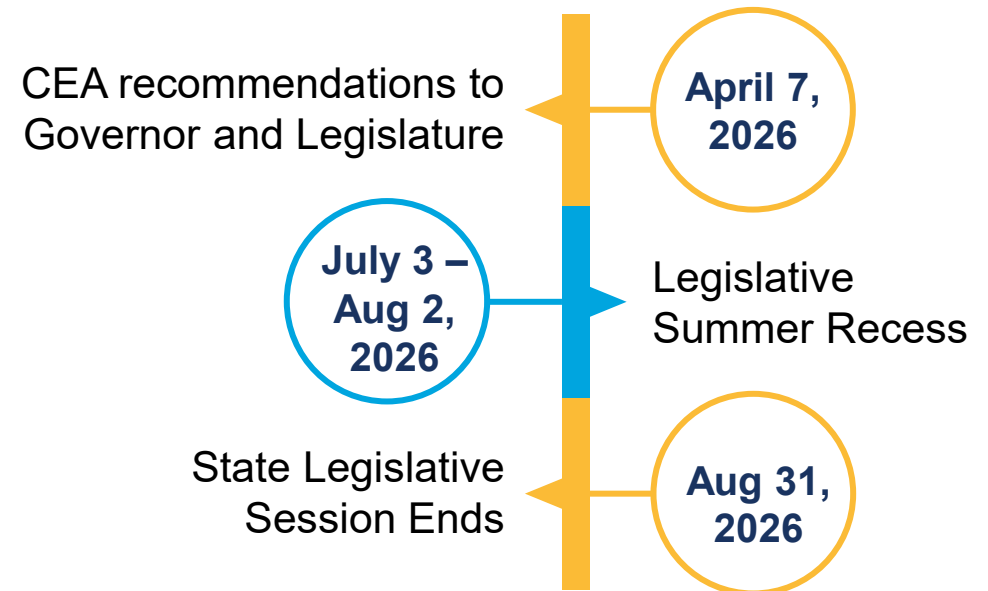 CEA recommendations to
Governor and Legislature
April 7,
2026
July 3 –
Aug 2,
2026
Legislative
Summer Recess
State Legislative
Session Ends
Aug 31,
2026